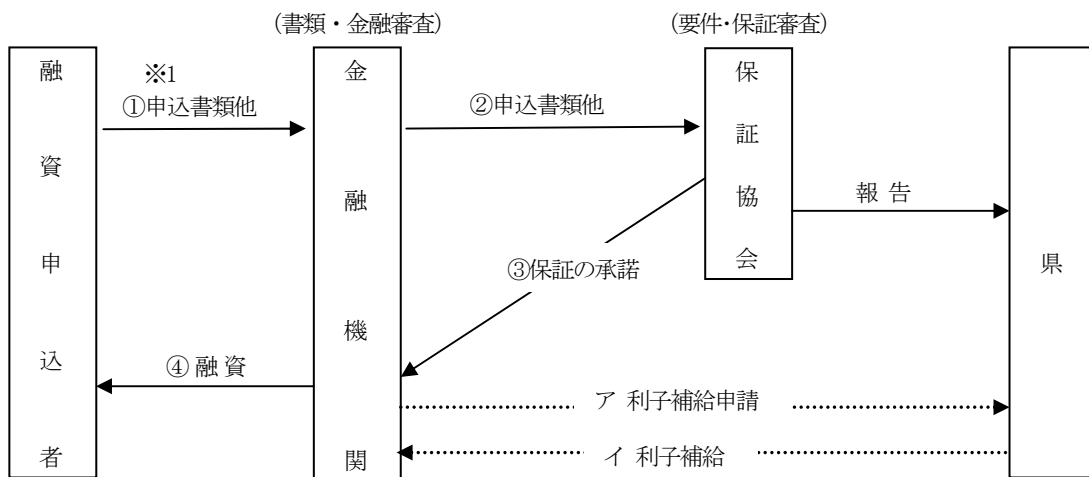 (書類・金融審査)
(要件・保証審査)
融資申込者
※1
①申込書類他
金融機関
②申込書類他
保証協会
報 告
県
③保証の承諾
④ 融 資
ア 利子補給申請
イ 利子補給